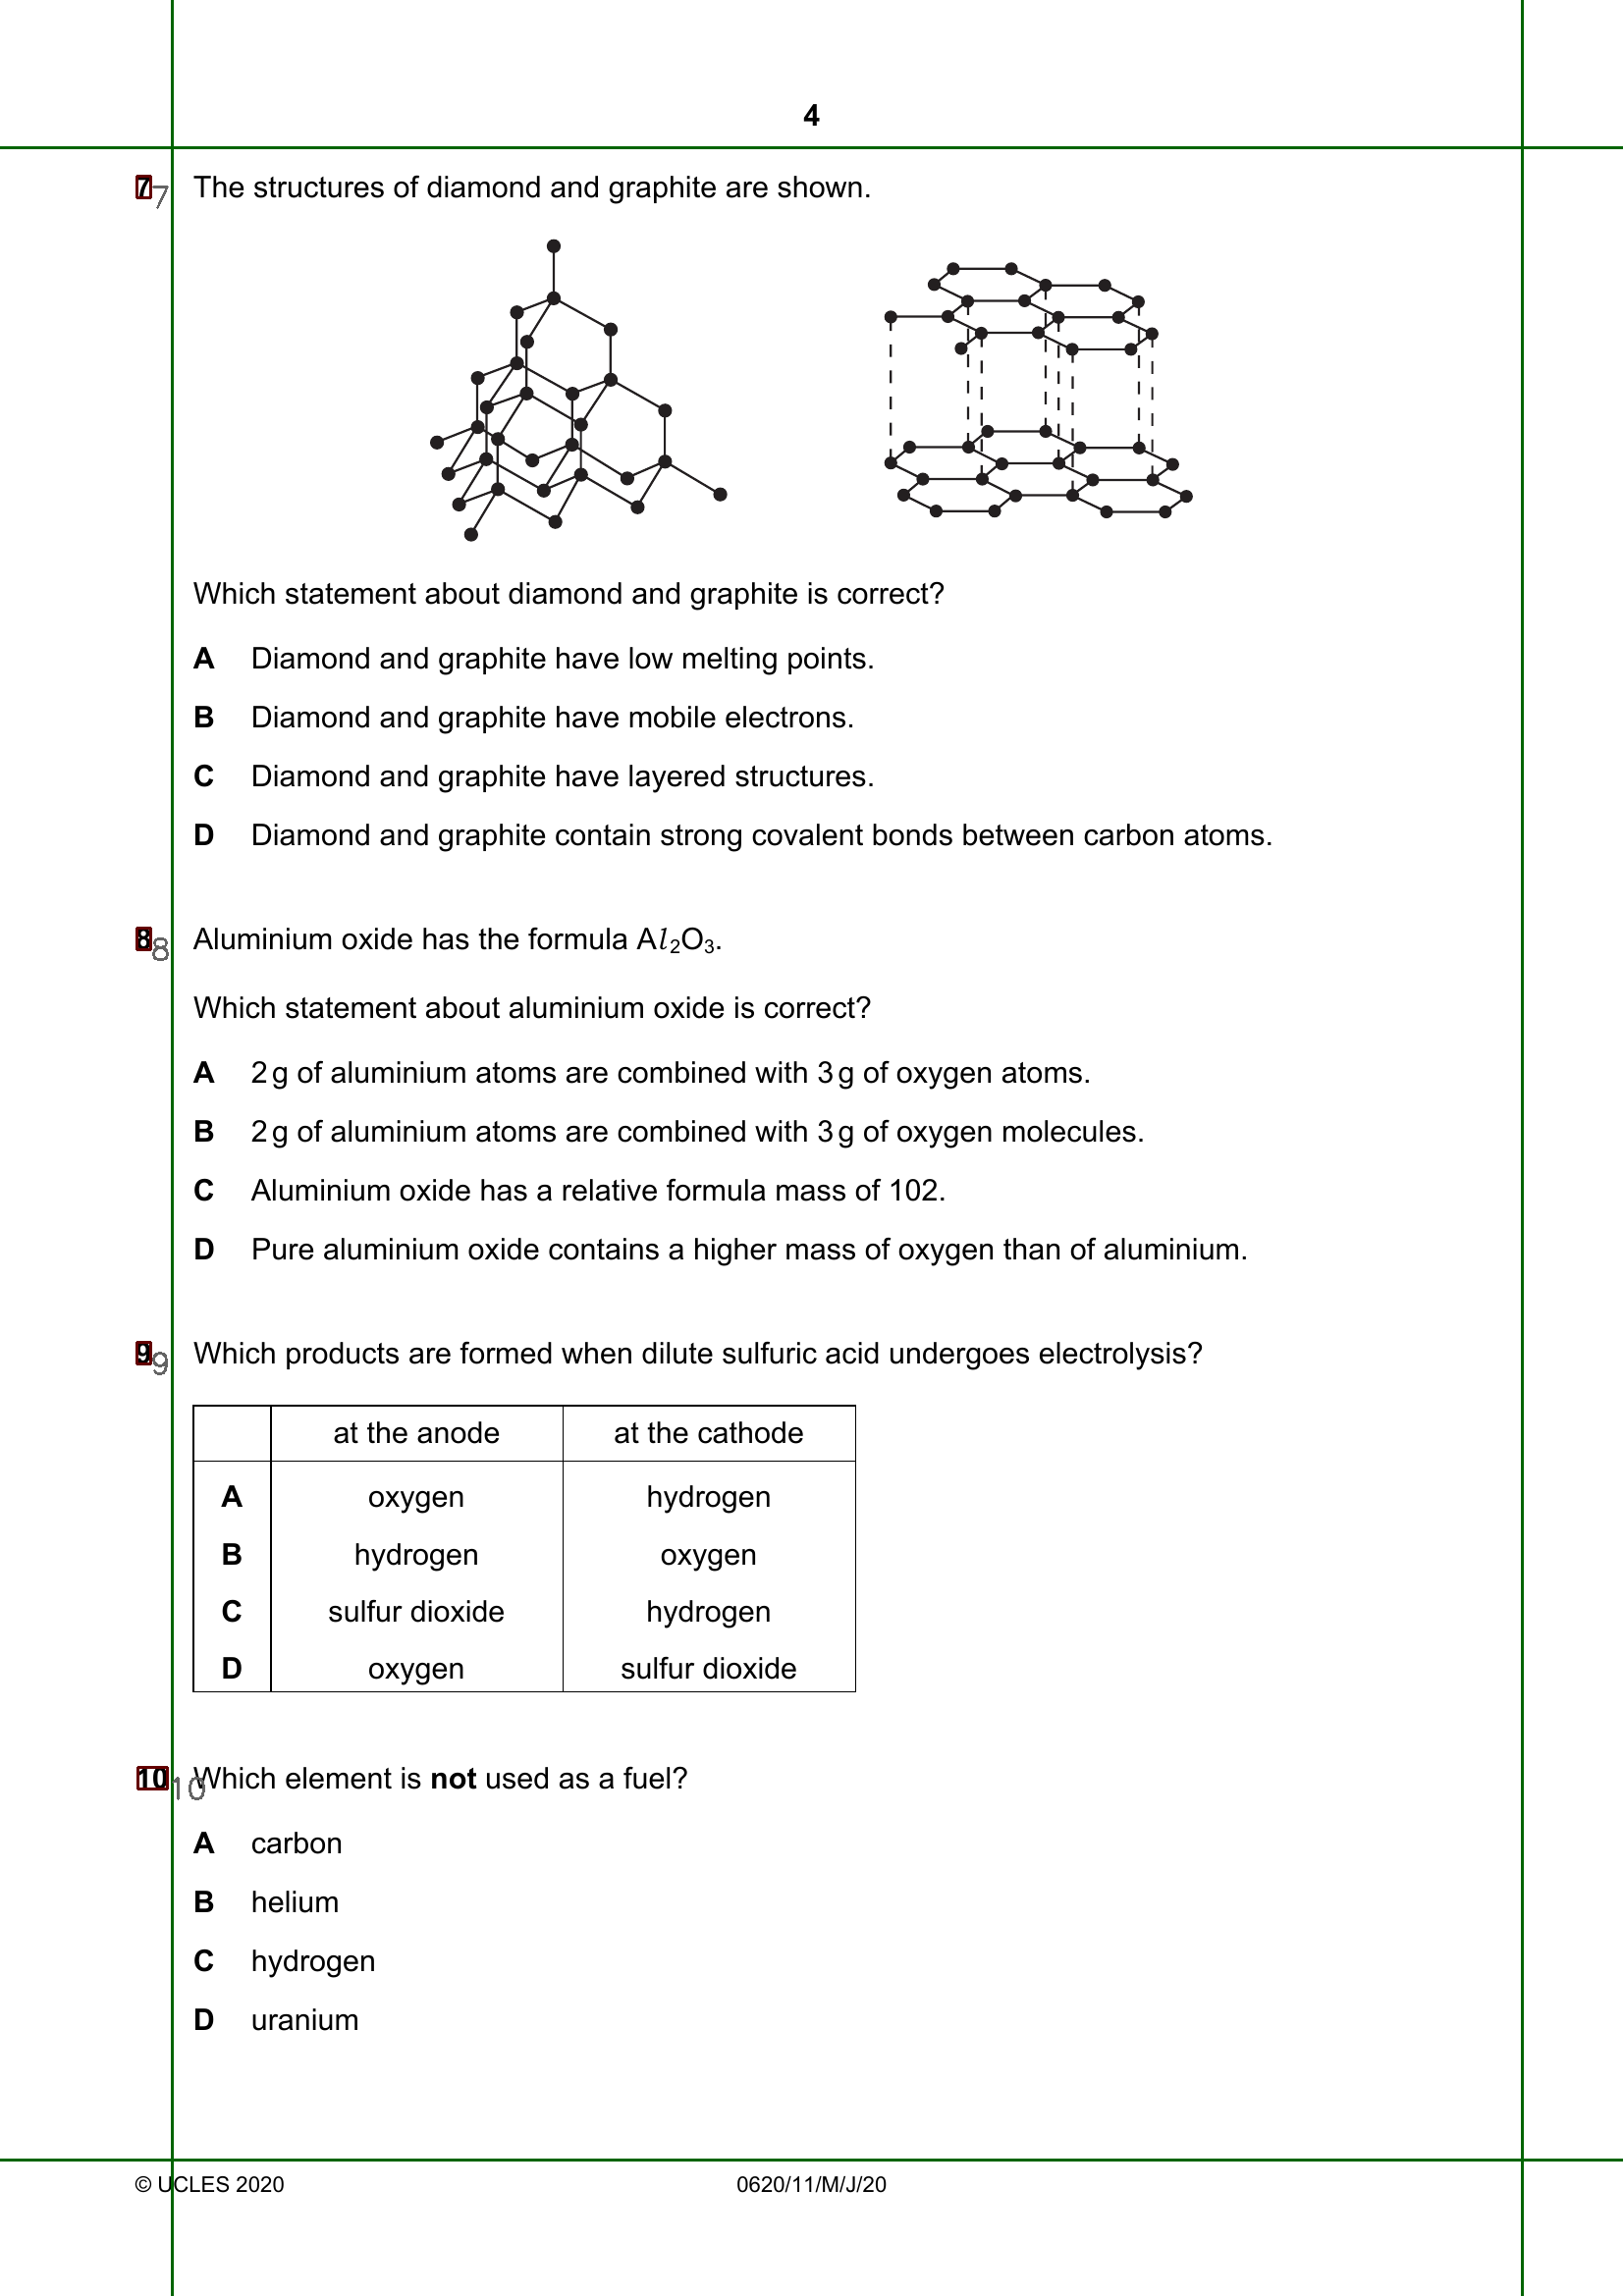 4
7 7 The structures of diamond and graphite are shown.
Which statement about diamond and graphite is correct?
A Diamond and graphite have low melting points.
B Diamond and graphite have mobile electrons.
C Diamond and graphite have layered structures.
D Diamond and graphite contain strong covalent bonds between carbon atoms.
8 8 Aluminium oxide has the formula Al₂O₃.
Which statement about aluminium oxide is correct?
A 2 g of aluminium atoms are combined with 3 g of oxygen atoms.
B 2 g of aluminium atoms are combined with 3 g of oxygen molecules.
C Aluminium oxide has a relative formula mass of 102.
D Pure aluminium oxide contains a higher mass of oxygen than of aluminium.
9 9 Which products are formed when dilute sulfuric acid undergoes electrolysis?
at the anode at the cathode
A oxygen hydrogen
B hydrogen oxygen
C sulfur dioxide hydrogen
D oxygen sulfur dioxide
10 10 Which element is not used as a fuel?
A carbon
B helium
C hydrogen
D uranium
© UCLES 2020 0620/11/M/J/20